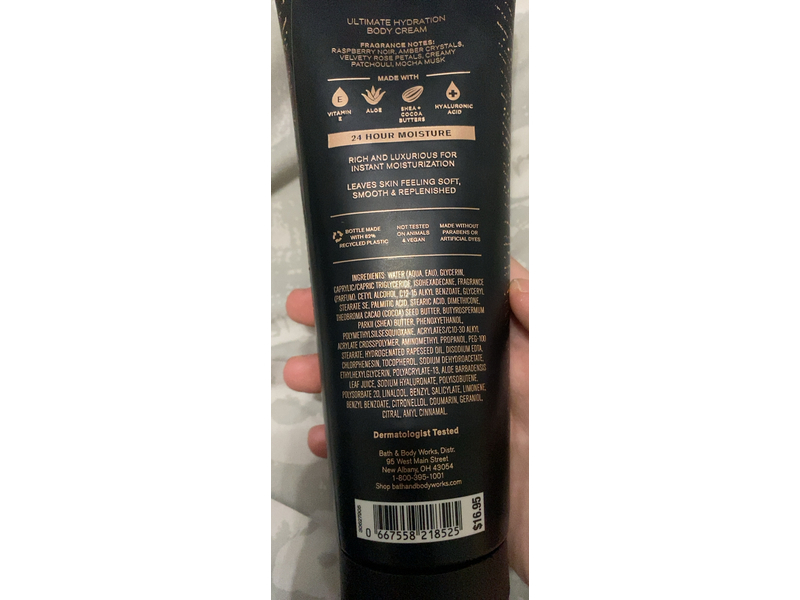 ULTIMATE HYDRATION
BODY CREAM
FRAGRANCE NOTES:
RASPBERRY NOIR, AMBER CRYSTALS,
VELVETY ROSE PETALS, CREAMY
PATCHOULI, MOCHA MUSK
MADE WITH
E
VITAMIN
E
ALOE
SHEA +
COCOA
BUTTERS
HYALURONIC
ACID
24 HOUR MOISTURE
RICH AND LUXURIOUS FOR
INSTANT MOISTURIZATION
LEAVES SKIN FEELING SOFT,
SMOOTH & REPLENISHED
BOTTLE MADE
WITH 82%
RECYCLED PLASTIC
NOT TESTED
ON ANIMALS
& VEGAN
MADE WITHOUT
PARABENS OR
ARTIFICIAL DYES
INGREDIENTS: WATER (AQUA, EAU), GLYCERIN,
CAPRYLIC/CAPRIC TRIGLYCERIDE, ISOHEXADECANE, FRAGRANCE
(PARFUM), CETYL ALCOHOL, C12-15 ALKYL BENZOATE, GLYCERYL
STEARATE SE, PALMITIC ACID, STEARIC ACID, DIMETHICONE,
THEOBROMA CACAO (COCOA) SEED BUTTER, BUTYROSPERMUM
PARKII (SHEA) BUTTER, PHENOXYETHANOL,
POLYMETHYLSILSESQUIOXANE, ACRYLATES/C10-30 ALKYL
ACRYLATE CROSSPOLYMER, AMINOMETHYL PROPANOL, PEG-100
STEARATE, HYDROGENATED RAPESEED OIL, DISODIUM EDTA,
CHLORPHENESIN, TOCOPHEROL, SODIUM DEHYDROACETATE,
ETHYLHEXYLGLYCERIN, POLYACRYLATE-13, ALOE BARBADENSIS
LEAF JUICE, SODIUM HYALURONATE, POLYISOBUTENE,
POLYSORBATE 20, LINALOOL, BENZYL SALICYLATE, LIMONENE,
BENZYL BENZOATE, CITRONELLOL, COUMARIN, GERANIOL,
CITRAL, AMYL CINNAMAL.
Dermatologist Tested
Bath & Body Works, Distr.
95 West Main Street
New Albany, OH 43054
1-800-395-1001
Shop bathandbodyworks.com
0 667558 218525
$16.95